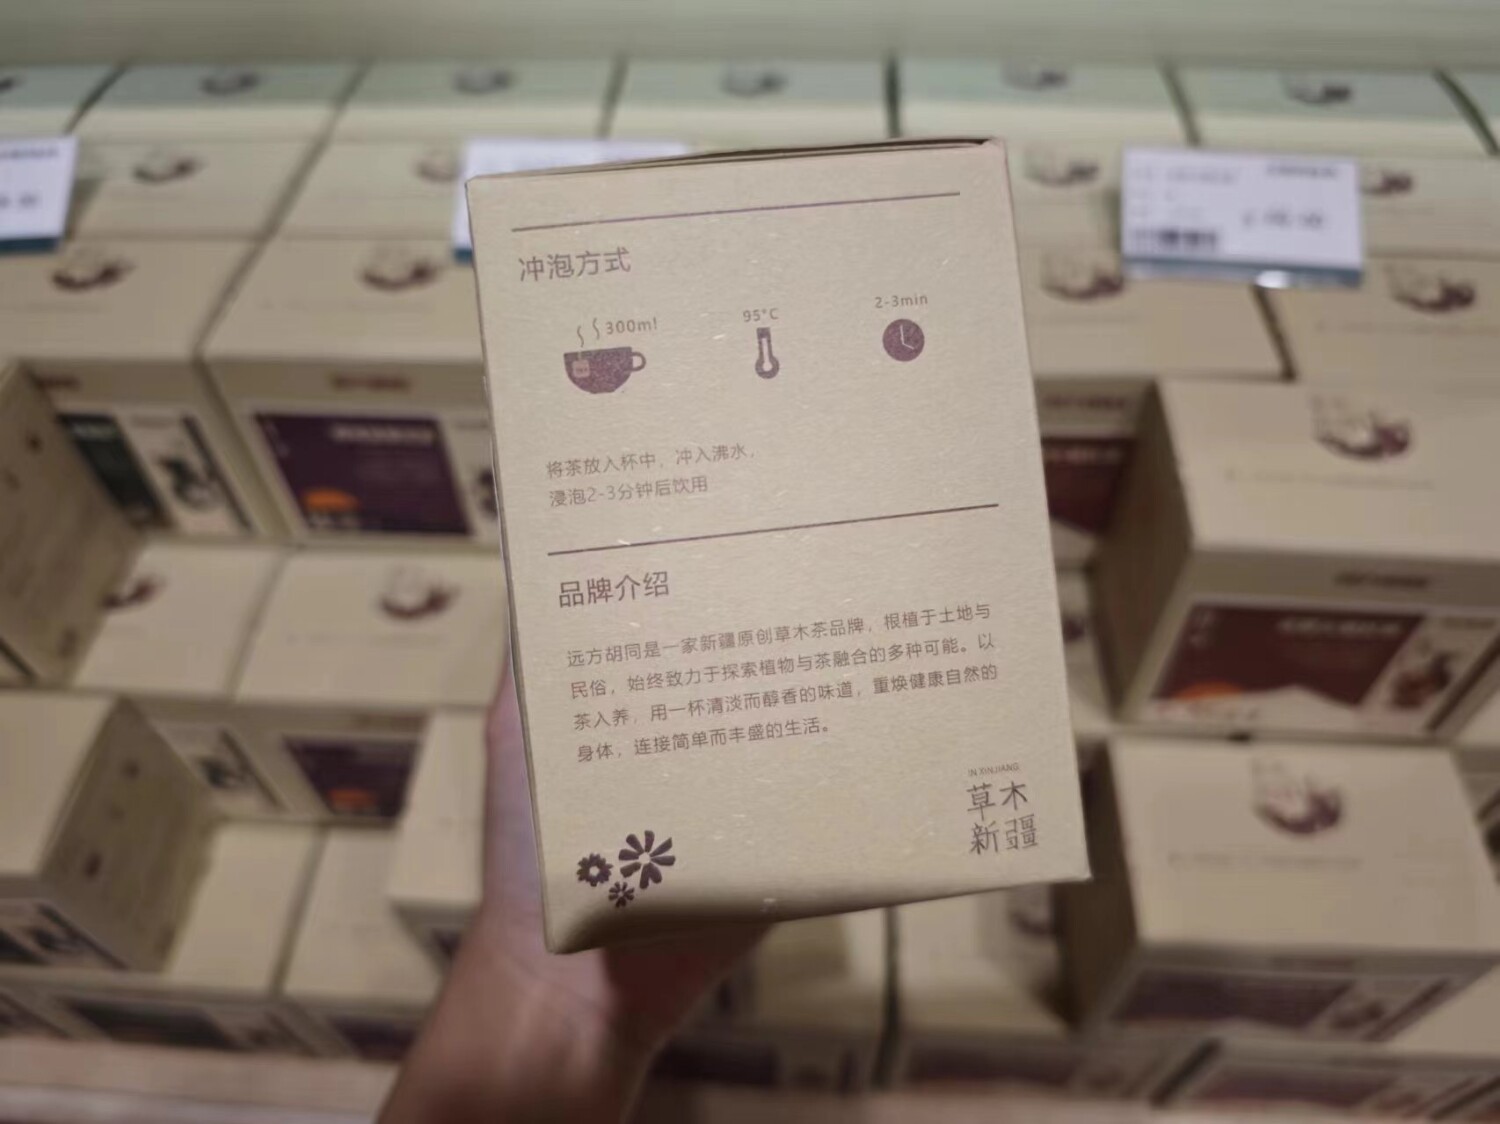 冲泡方式
300ml
95°C
2-3min
将茶放入杯中，冲入沸水，
浸泡2-3分钟后饮用
品牌介绍
远方胡同是一家新疆原创草木茶品牌，根植于土地与
民俗，始终致力于探索植物与茶融合的多种可能。以
茶入养，用一杯清淡而醇香的味道，重焕健康自然的
身体，连接简单而丰盛的生活。
IN XINJIANG
草木
新疆